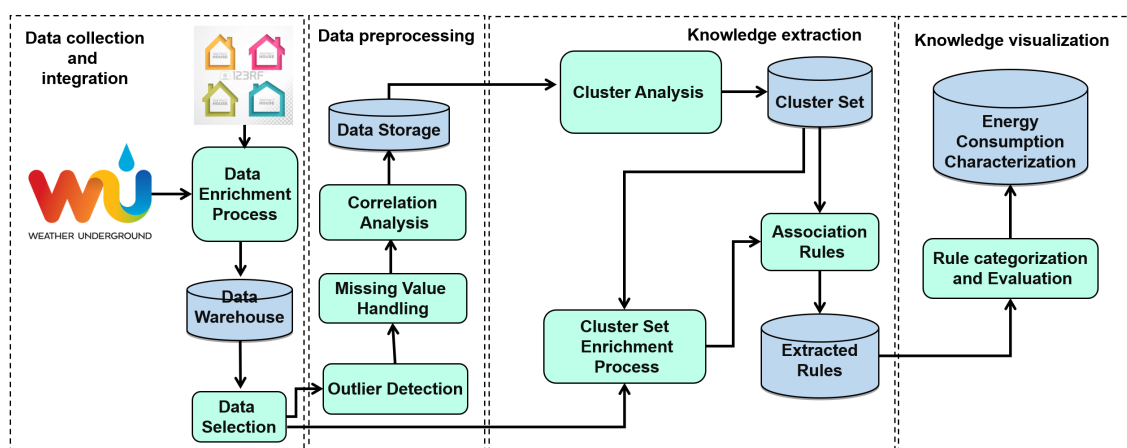 Data collection
and
integration
123RF
WEATHER UNDERGROUND
Data
Enrichment
Process
Data
Warehouse
Data
Selection
Data preprocessing
Data Storage
Correlation
Analysis
Missing Value
Handling
Outlier Detection
Knowledge extraction
Cluster Analysis
Cluster Set
Association
Rules
Cluster Set
Enrichment
Process
Extracted
Rules
Knowledge visualization
Energy
Consumption
Characterization
Rule categorization
and Evaluation